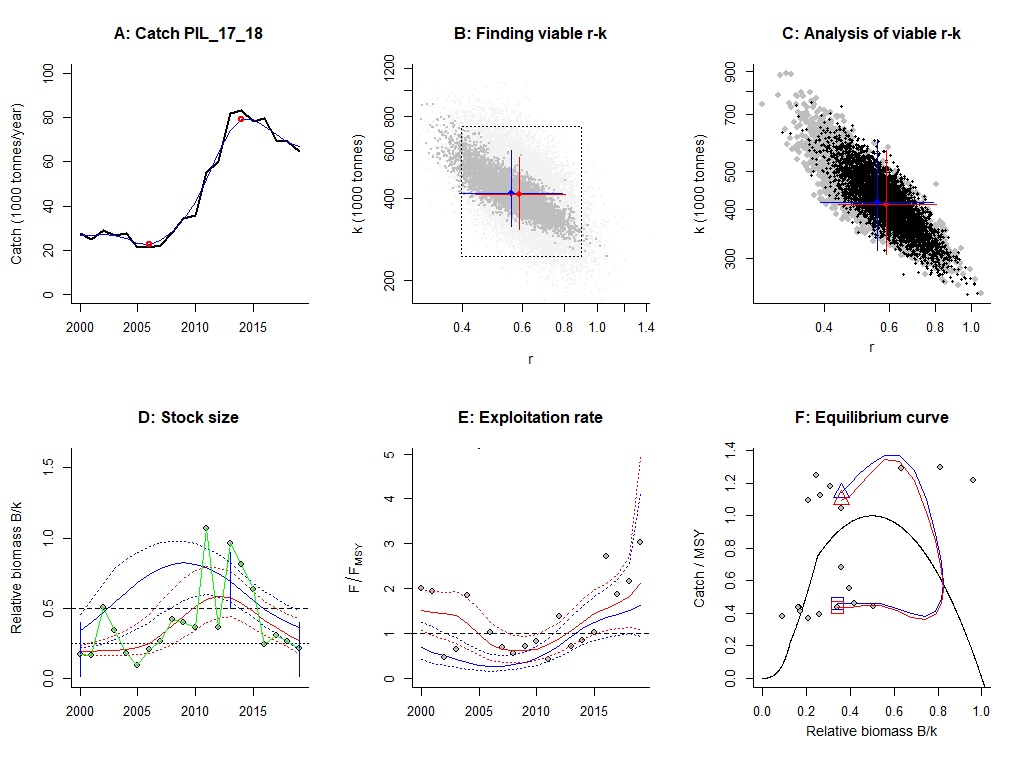 A: Catch PIL_17_18
Catch (1000 tonnes/year)
0 20 40 60 80 100
2000 2005 2010 2015
B: Finding viable r-k
k (1000 tonnes)
200 400 600 800 1200
0.4 0.6 0.8 1.0 1.4
r
C: Analysis of viable r-k
k (1000 tonnes)
300 400 500 700 900
0.4 0.6 0.8 1.0
r
D: Stock size
Relative biomass B/k
0.0 0.5 1.0 1.5
2000 2005 2010 2015
E: Exploitation rate
F / FMSY
0 1 2 3 4 5
2000 2005 2010 2015
F: Equilibrium curve
Catch / MSY
0.0 0.2 0.4 0.6 0.8 1.0 1.2 1.4
0.0 0.2 0.4 0.6 0.8 1.0
Relative biomass B/k